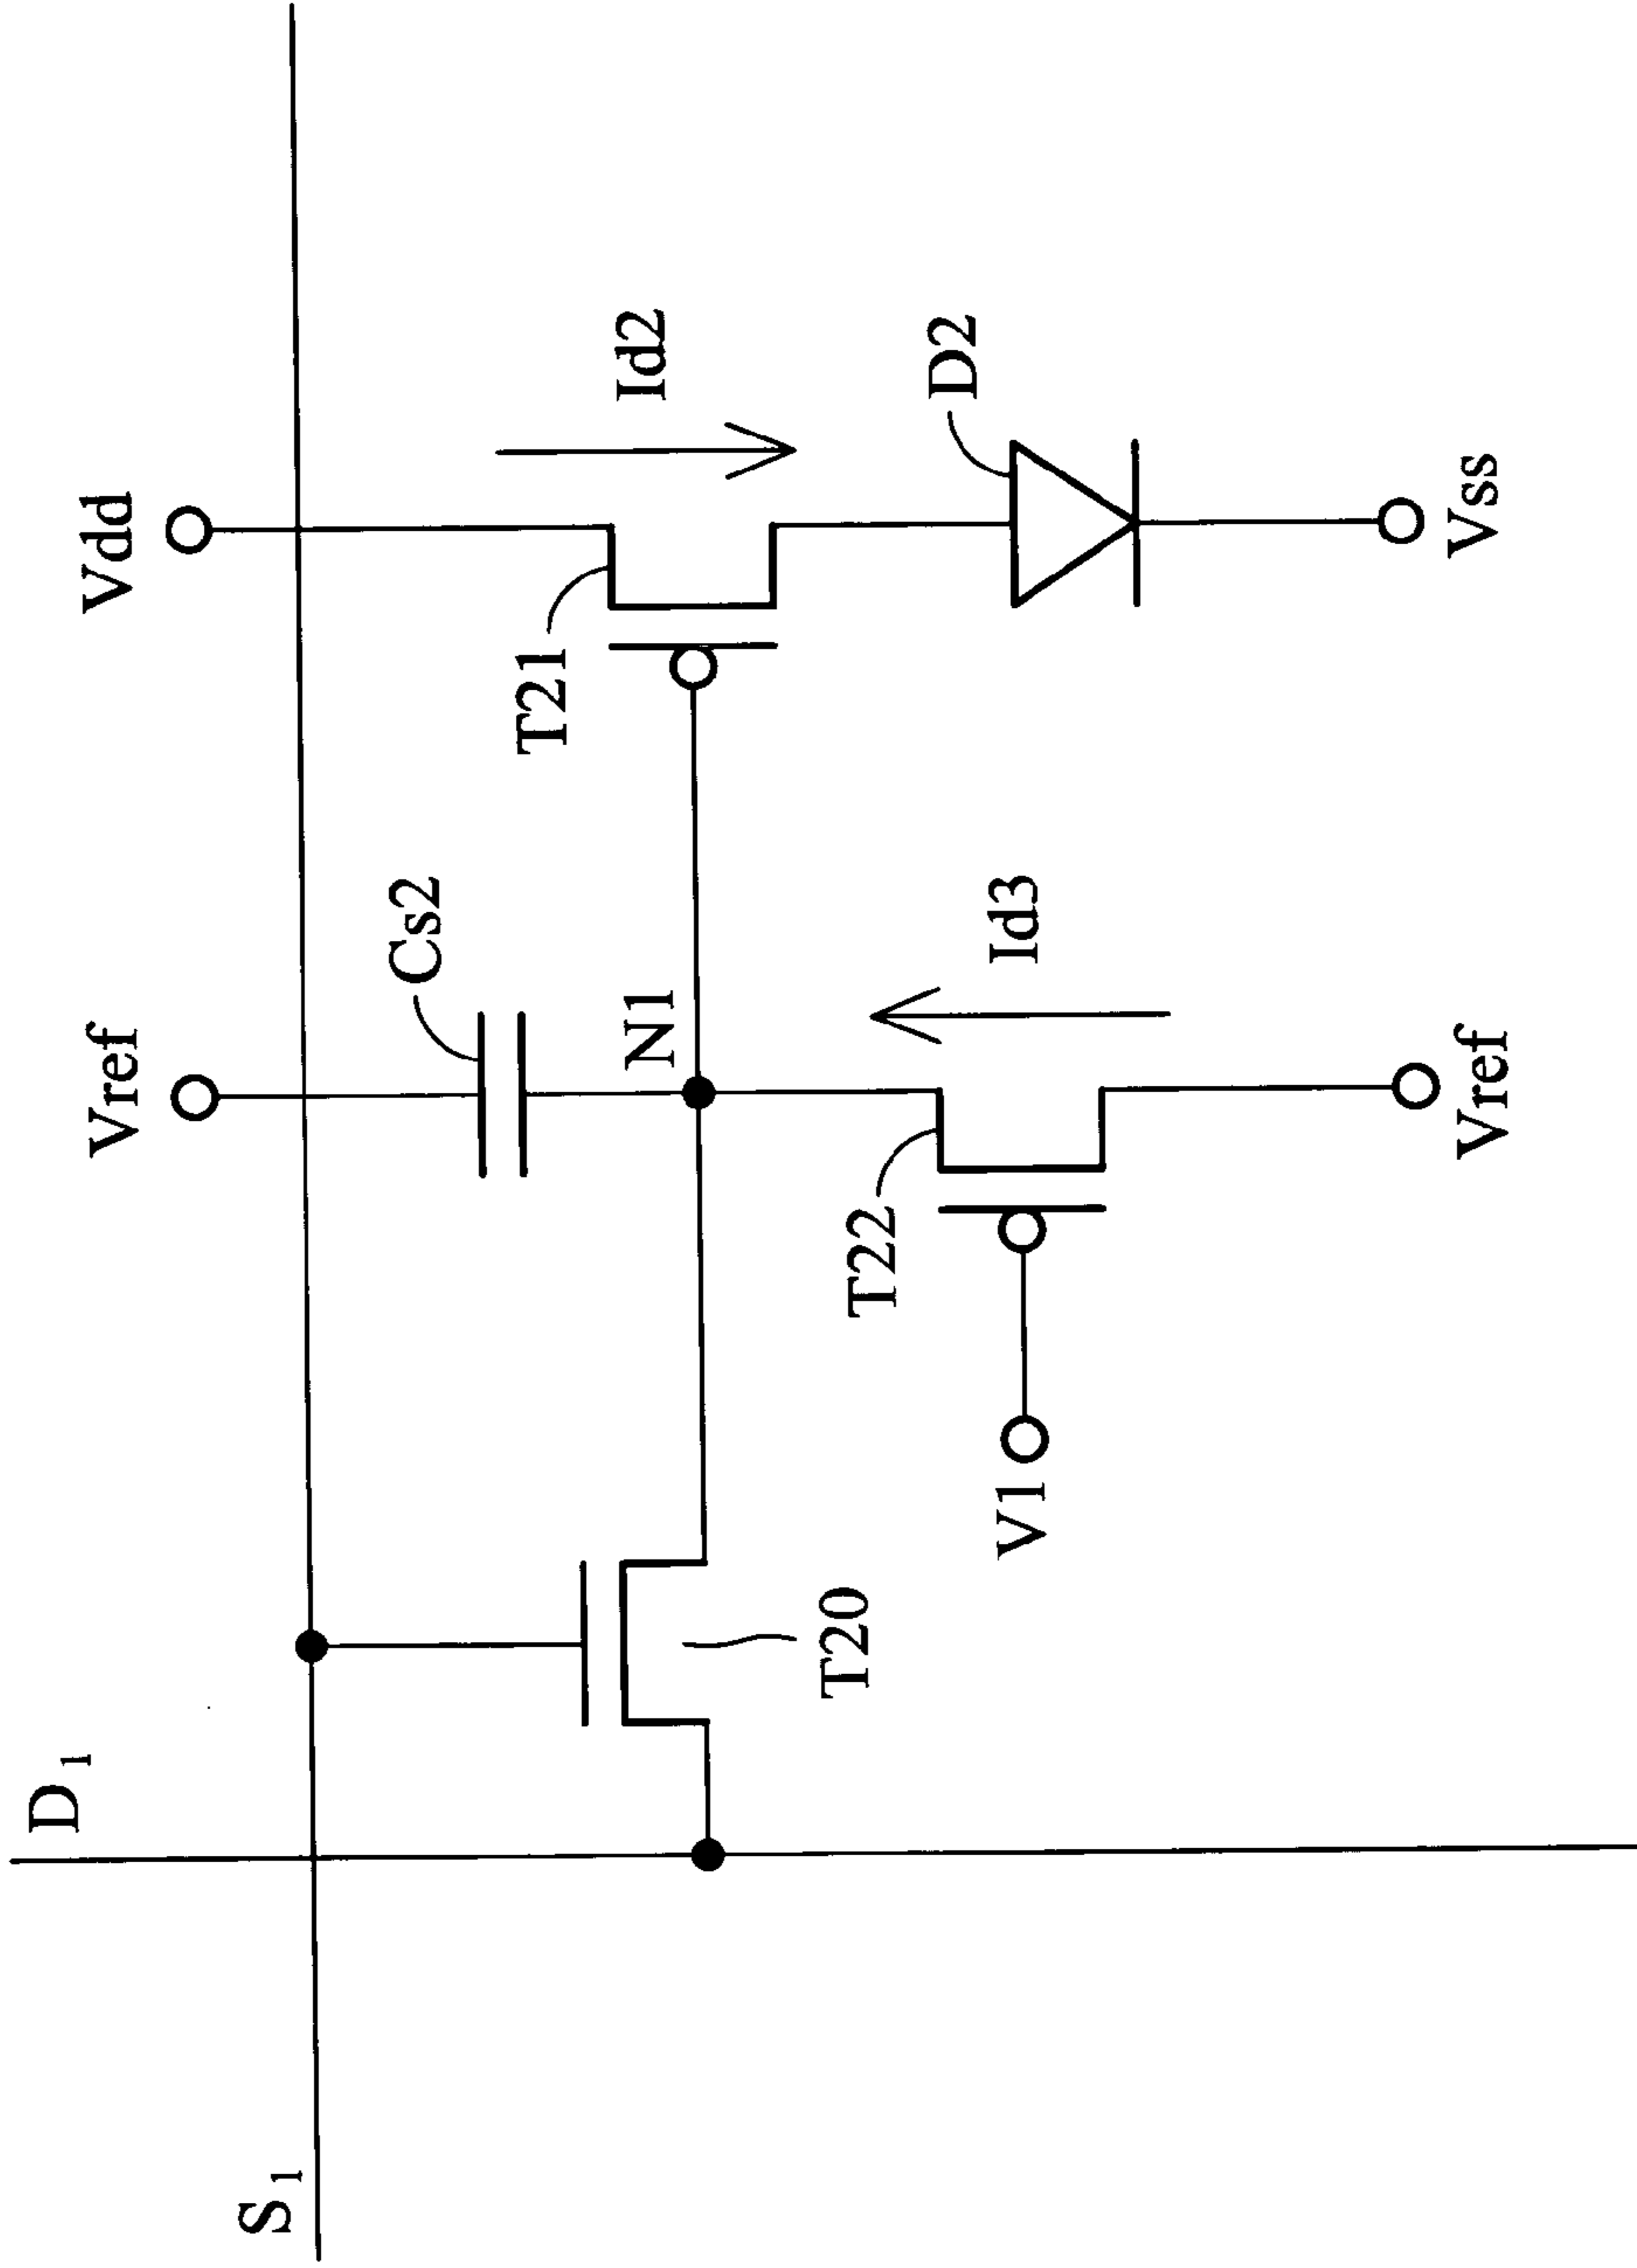 D1
S1
Vref
Vdd
Cs2
T21
Id2
N1
T20
T22
Id3
D2
V1
Vref
Vss